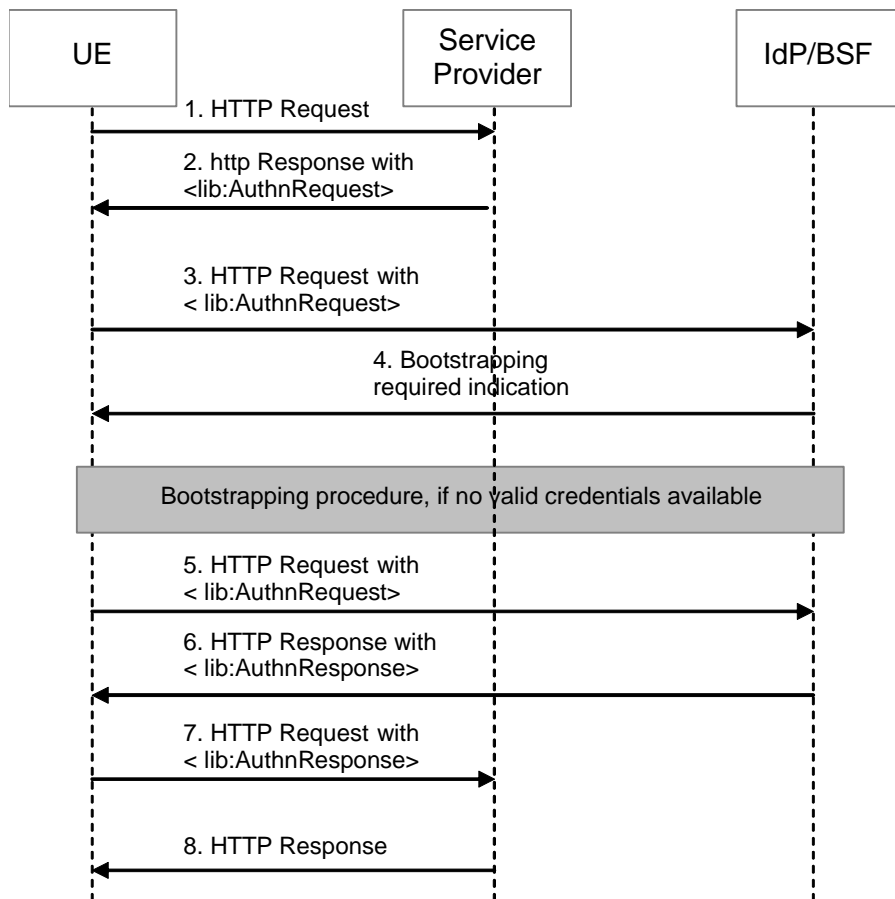 UE
Service
Provider
IdP/BSF
1. HTTP Request
2. http Response with
<lib:AuthnRequest>
3. HTTP Request with
< lib:AuthnRequest>
4. Bootstrapping
required indication
Bootstrapping procedure, if no valid credentials available
5. HTTP Request with
< lib:AuthnRequest>
6. HTTP Response with
< lib:AuthnResponse>
7. HTTP Request with
< lib:AuthnResponse>
8. HTTP Response